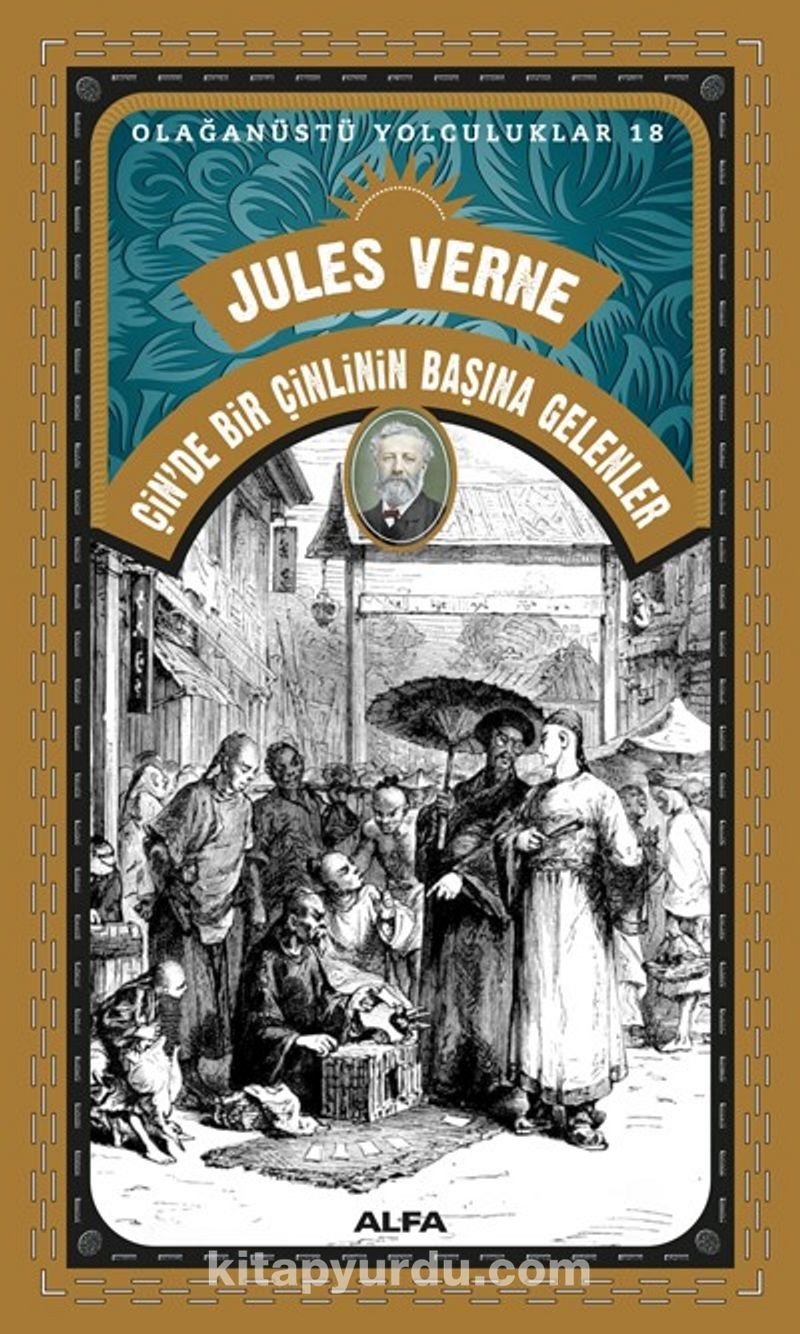 OLAĞANÜSTÜ YOLCULUKLAR 18
JULES VERNE
ÇİN'DE BİR ÇİNLİNİN BAŞINA GELENLER
ALFA
kitapyurdu.com